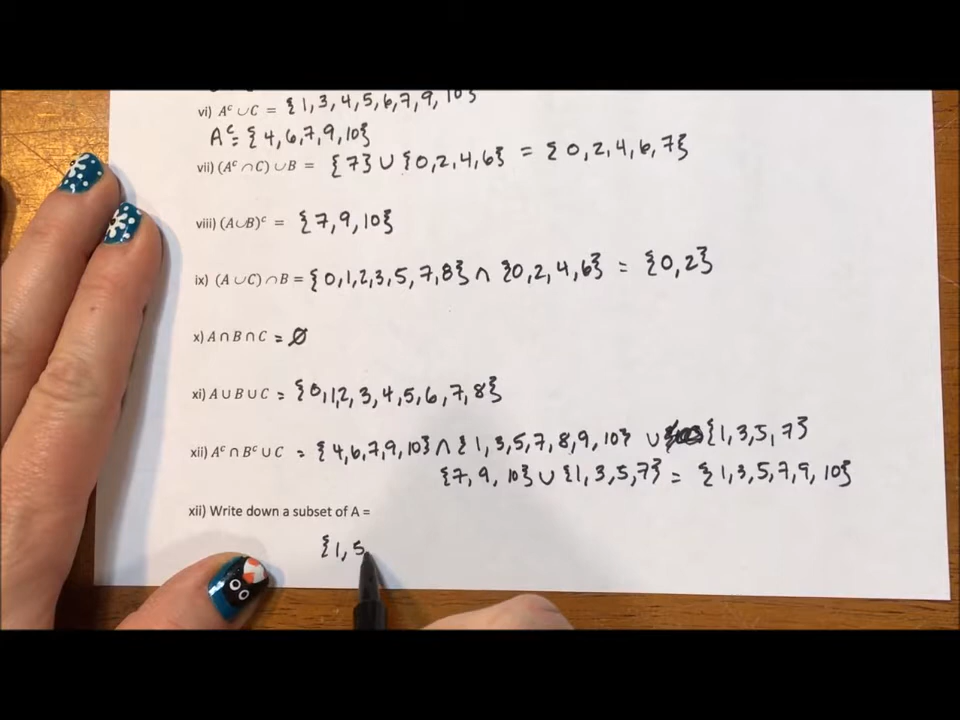 vi) Aᶜ ∪ C = {1, 3, 4, 5, 6, 7, 9, 10}
Aᶜ = {4, 6, 7, 9, 10}
vii) (Aᶜ ∩ C) ∪ B = {7} ∪ {0, 2, 4, 6} = {0, 2, 4, 6, 7}
viii) (A∪B)ᶜ = {7, 9, 10}
ix) (A ∪ C) ∩ B = {0, 1, 2, 3, 5, 7, 8} ∩ {0, 2, 4, 6} = {0, 2}
x) A ∩ B ∩ C = ∅
xi) A ∪ B ∪ C = {0, 1, 2, 3, 4, 5, 6, 7, 8}
xii) Aᶜ ∩ Bᶜ ∪ C = {4, 6, 7, 9, 10} ∩ {1, 3, 5, 7, 8, 9, 10} ∪ {1, 3, 5, 7}
{7, 9, 10} ∪ {1, 3, 5, 7} = {1, 3, 5, 7, 9, 10}
xii) Write down a subset of A =
{1, 5